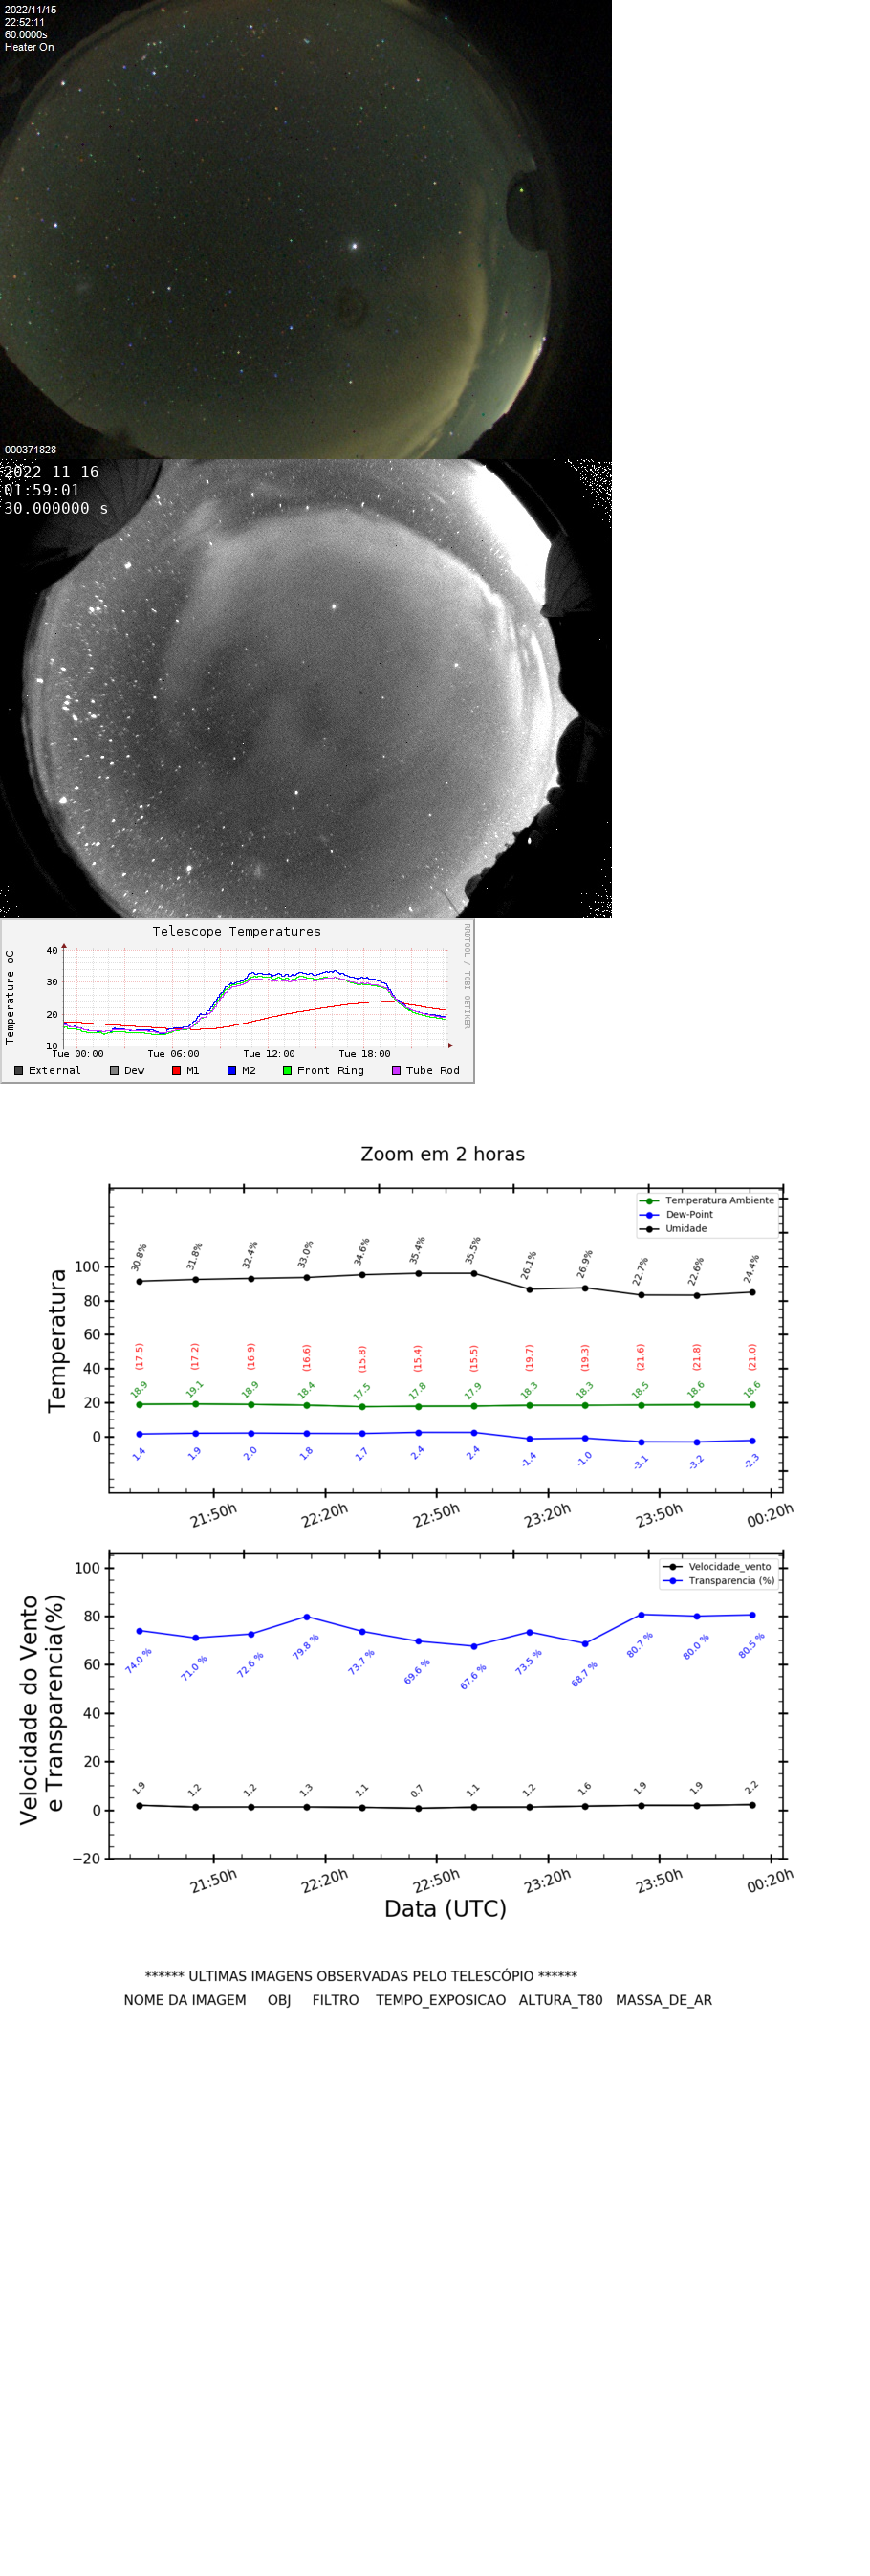 2022/11/15
22:52:11
60.0000s
Heater On
000371828
2022-11-16
01:59:01
30.000000 s
Telescope Temperatures
RRDTOOL / TOBI OETIKER
Temperature oC
40
30
20
10
Tue 00:00 Tue 06:00 Tue 12:00 Tue 18:00
External Dew M1 M2 Front Ring Tube Rod
Zoom em 2 horas
Temperatura Ambiente
Dew-Point
Umidade
Temperatura
100
80
60
40
20
0
30.8% 31.8% 32.4% 33.0% 34.6% 35.4% 35.5% 26.1% 26.9% 22.7% 22.6% 24.4%
(17.5) (17.2) (16.9) (16.6) (15.8) (15.4) (15.5) (19.7) (19.3) (21.6) (21.8) (21.0)
18.9 19.1 18.9 18.4 17.5 17.8 17.9 18.3 18.3 18.5 18.6 18.6
1.4 1.9 2.0 1.8 1.7 2.4 2.4 -1.4 -1.0 -3.1 -3.2 -2.3
21:50h 22:20h 22:50h 23:20h 23:50h 00:20h
Velocidade_vento
Transparencia (%)
Velocidade do Vento
e Transparencia(%)
100
80
60
40
20
0
−20
74.0 % 71.0 % 72.6 % 79.8 % 73.7 % 69.6 % 67.6 % 73.5 % 68.7 % 80.7 % 80.0 % 80.5 %
1.9 1.2 1.2 1.3 1.1 0.7 1.1 1.2 1.6 1.9 1.9 2.2
21:50h 22:20h 22:50h 23:20h 23:50h 00:20h
Data (UTC)
****** ULTIMAS IMAGENS OBSERVADAS PELO TELESCÓPIO ******
NOME DA IMAGEM OBJ FILTRO TEMPO_EXPOSICAO ALTURA_T80 MASSA_DE_AR